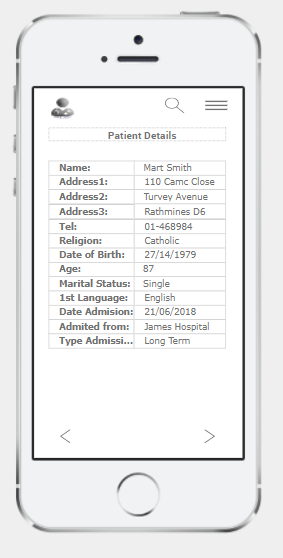 Patient Details
Name: Mart Smith
Address1: 110 Camc Close
Address2: Turvey Avenue
Address3: Rathmines D6
Tel: 01-468984
Religion: Catholic
Date of Birth: 27/14/1979
Age: 87
Marital Status: Single
1st Language: English
Date Admision: 21/06/2018
Admited from: James Hospital
Type Admissi... Long Term